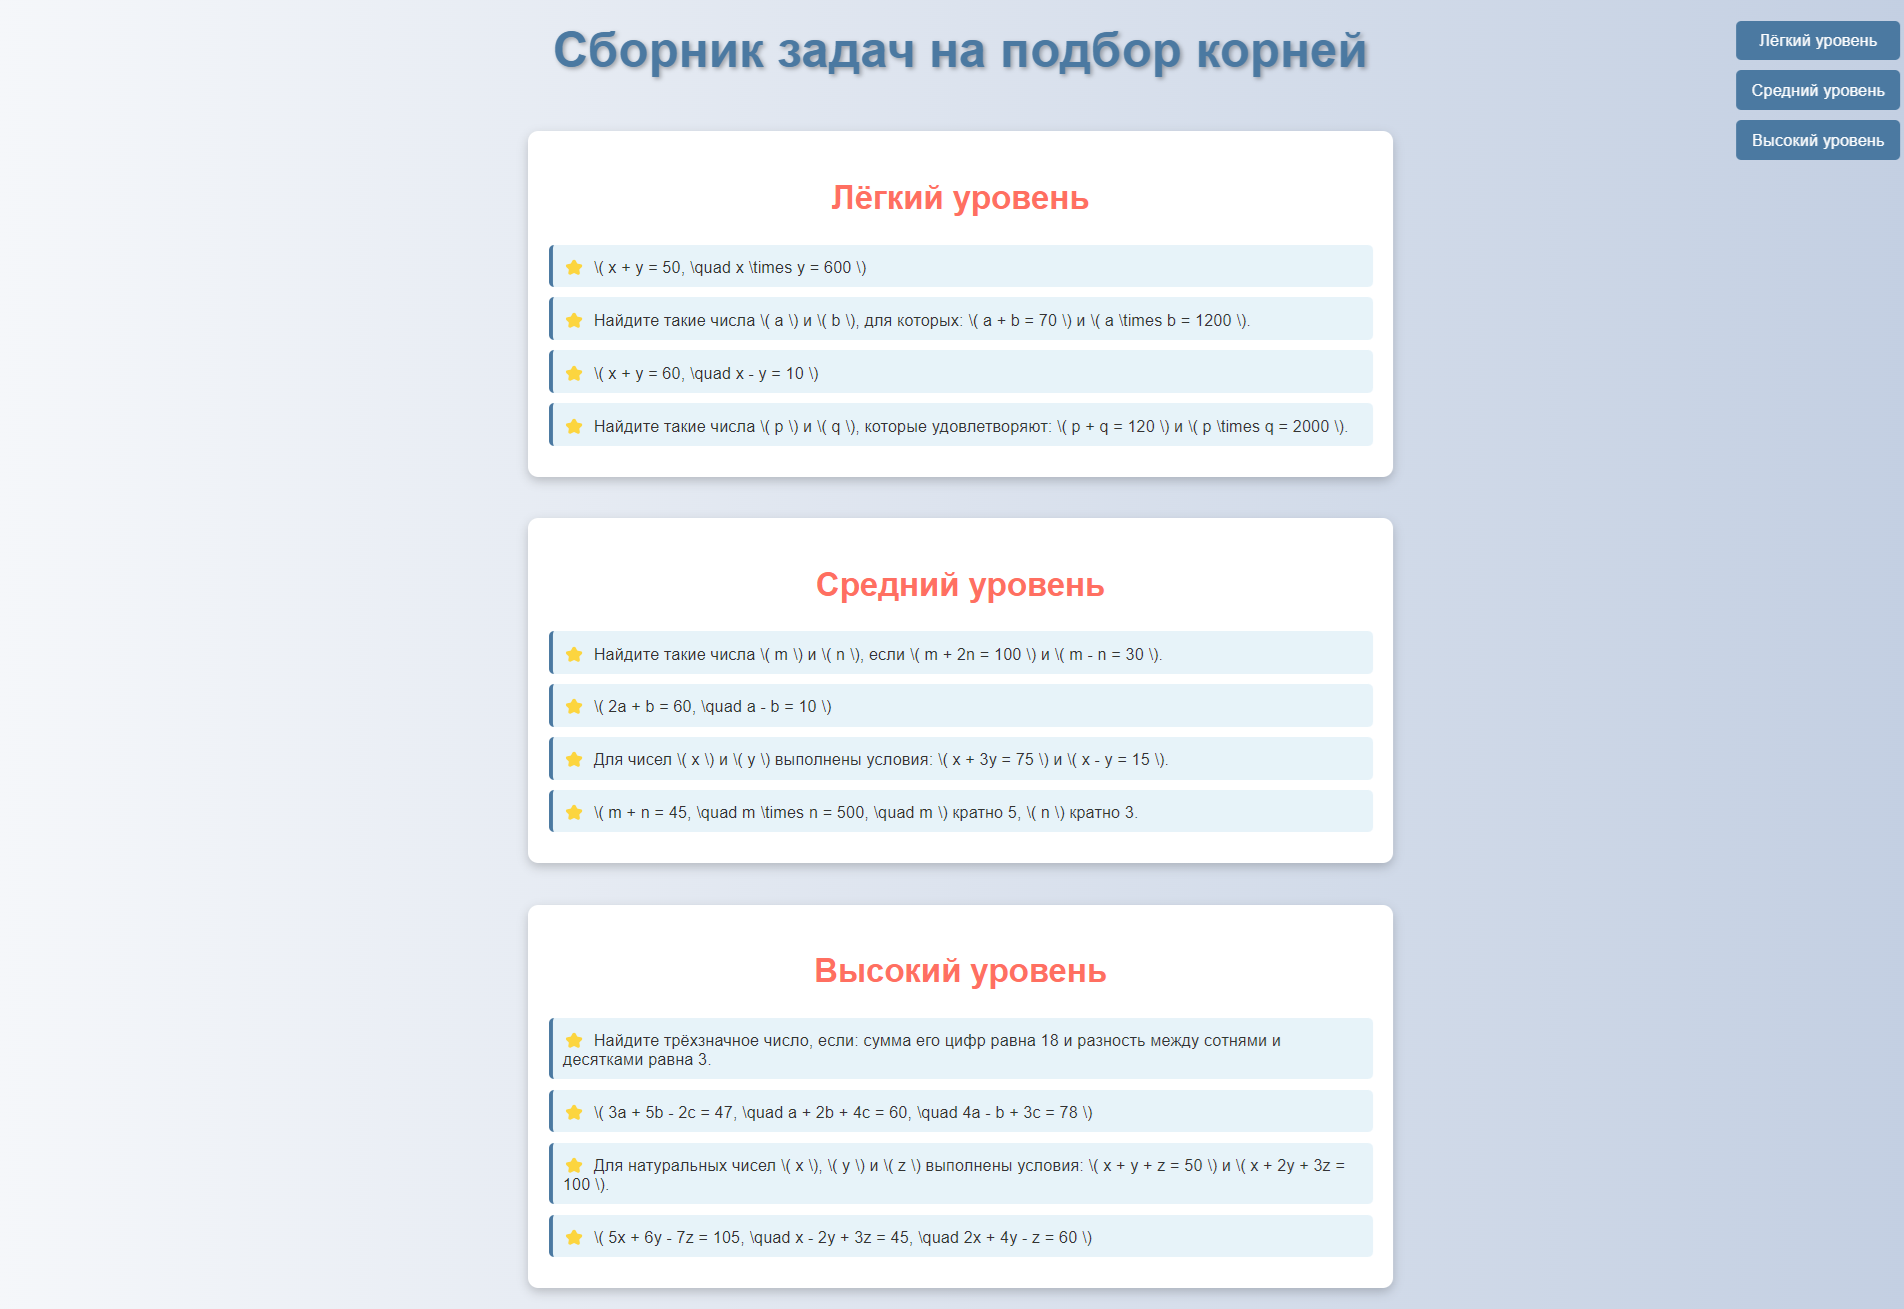 Сборник задач на подбор корней
Лёгкий уровень
Средний уровень
Высокий уровень
Лёгкий уровень
\( x + y = 50, \quad x \times y = 600 \)
Найдите такие числа \( a \) и \( b \), для которых: \( a + b = 70 \) и \( a \times b = 1200 \).
\( x + y = 60, \quad x - y = 10 \)
Найдите такие числа \( p \) и \( q \), которые удовлетворяют: \( p + q = 120 \) и \( p \times q = 2000 \).
Средний уровень
Найдите такие числа \( m \) и \( n \), если \( m + 2n = 100 \) и \( m - n = 30 \).
\( 2a + b = 60, \quad a - b = 10 \)
Для чисел \( x \) и \( y \) выполнены условия: \( x + 3y = 75 \) и \( x - y = 15 \).
\( m + n = 45, \quad m \times n = 500, \quad m \) кратно 5, \( n \) кратно 3.
Высокий уровень
Найдите трёхзначное число, если: сумма его цифр равна 18 и разность между сотнями и
десятками равна 3.
\( 3a + 5b - 2c = 47, \quad a + 2b + 4c = 60, \quad 4a - b + 3c = 78 \)
Для натуральных чисел \( x \), \( y \) и \( z \) выполнены условия: \( x + y + z = 50 \) и \( x + 2y + 3z =
100 \).
\( 5x + 6y - 7z = 105, \quad x - 2y + 3z = 45, \quad 2x + 4y - z = 60 \)